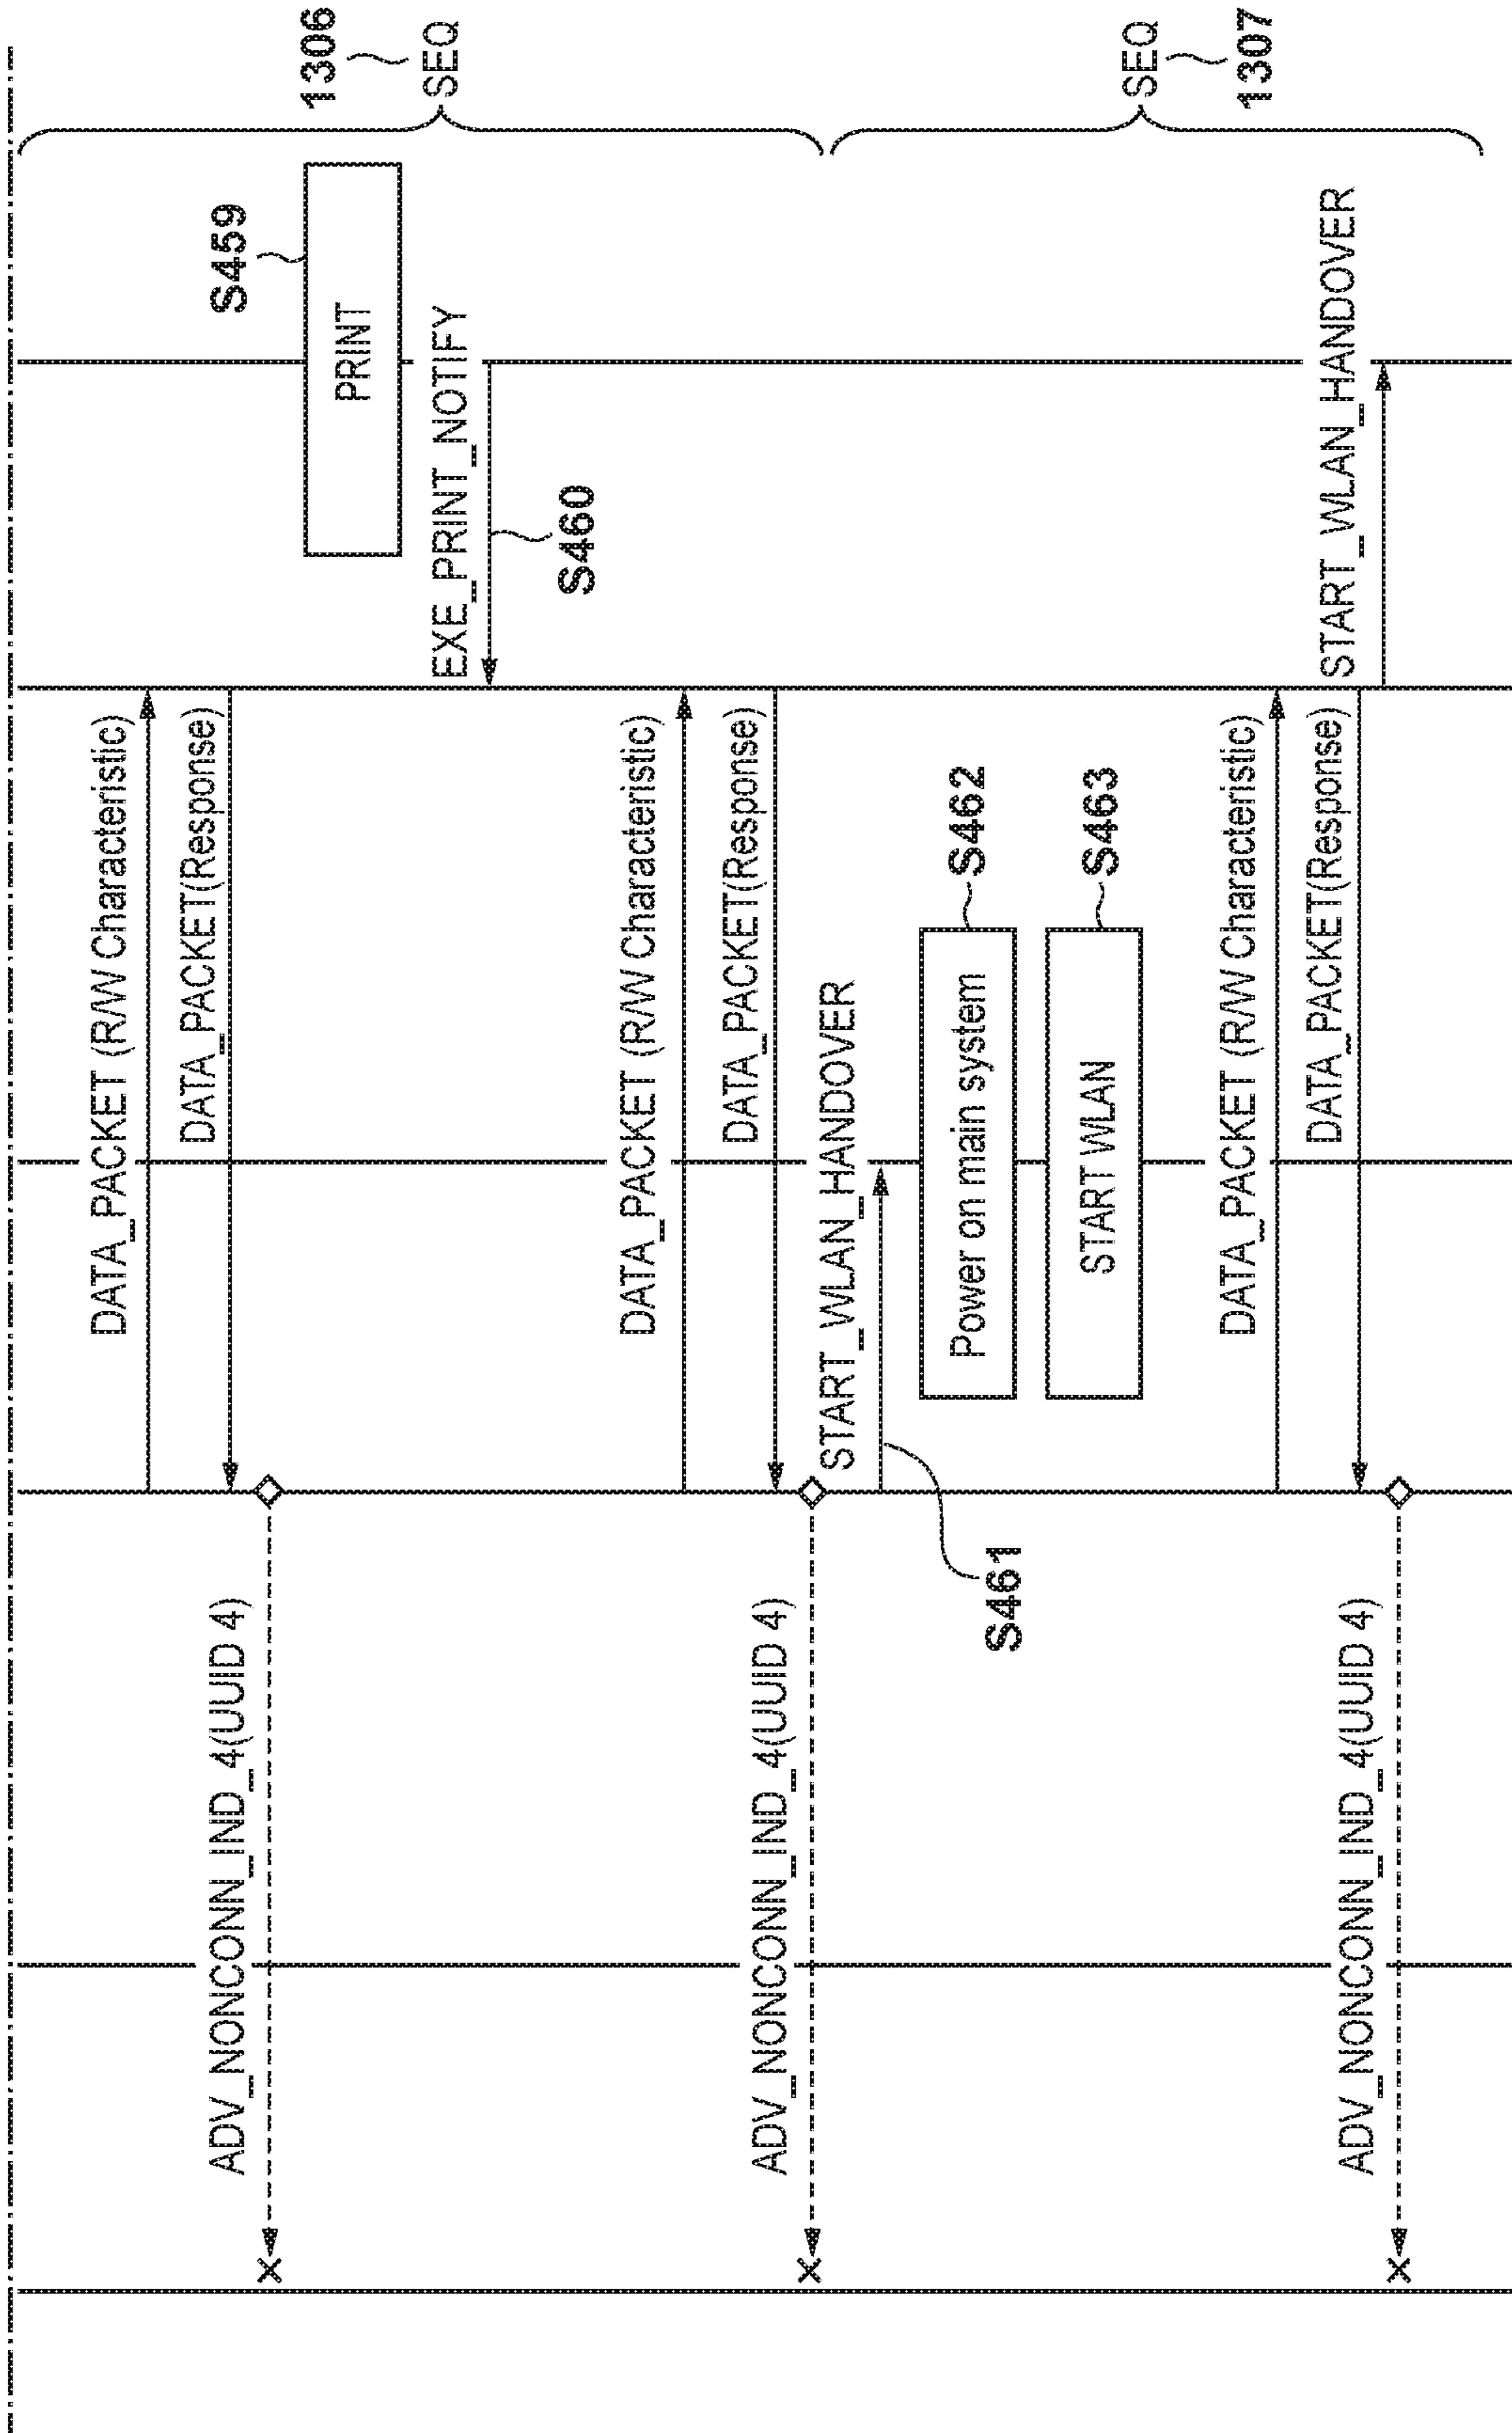 1306
SEQ
DATA_PACKET (R/W Characteristic)
DATA_PACKET(Response)
ADV_NONCONN_IND_4(UUID 4)
S459
PRINT
EXE_PRINT_NOTIFY
S460
DATA_PACKET (R/W Characteristic)
DATA_PACKET(Response)
ADV_NONCONN_IND_4(UUID 4)
SEQ
1307
START_WLAN_HANDOVER
S461
Power on main system
S462
START WLAN
S463
DATA_PACKET (R/W Characteristic)
DATA_PACKET(Response)
START_WLAN_HANDOVER
ADV_NONCONN_IND_4(UUID 4)